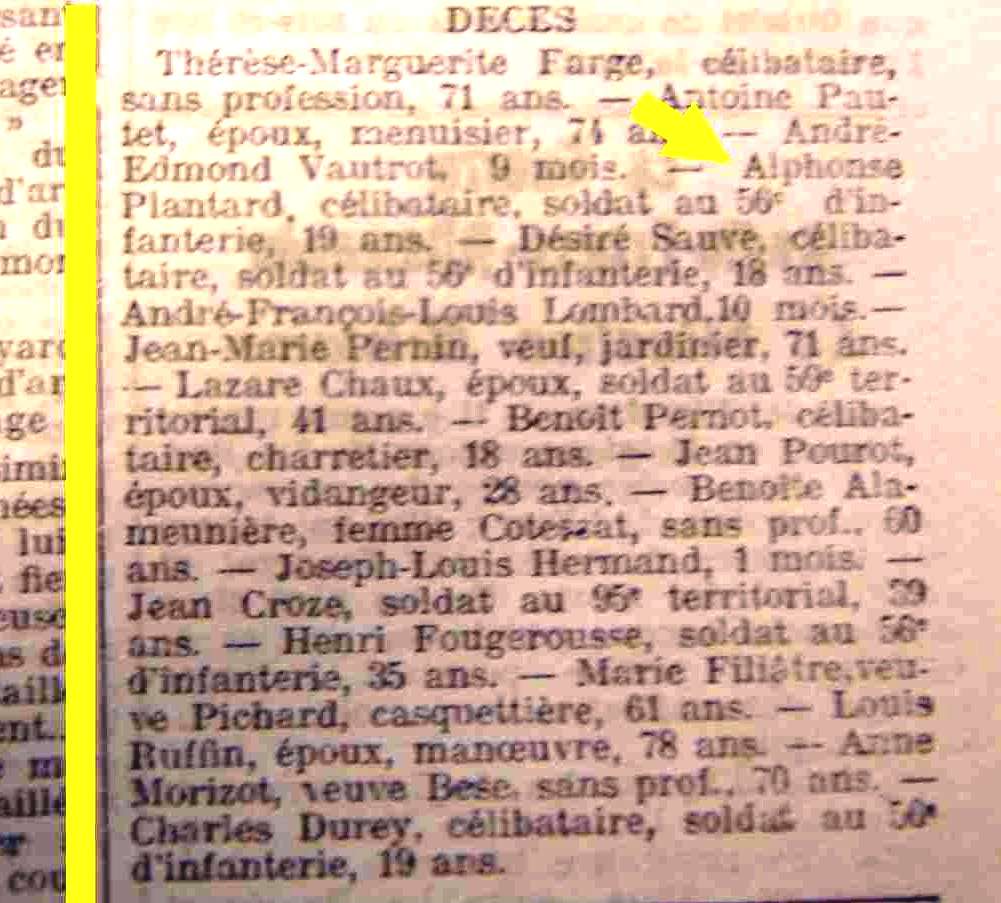 DECES
Thérèse-Marguerite Farge, célibataire,
sans profession, 71 ans. — Antoine Pau-
tet, époux, menuisier, 74 an — André-
Edmond Vautrot, 9 mois. — Alphonse
Plantard, célibataire, soldat au 56e d'in-
fanterie, 19 ans. — Désiré Sauve, céliba-
taire, soldat au 56e d'infanterie, 18 ans. —
André-François-Louis Lombard.10 mois.—
Jean-Marie Pernin, veuf, jardinier, 71 ans.
— Lazare Chaux, époux, soldat au 56e ter-
ritorial, 41 ans. — Benoît Pernot, céliba-
taire, charretier, 18 ans. — Jean Pourot,
époux, vidangeur, 28 ans. — Benoîte Ala-
meunière, femme sans prof.. 60
ans. — Joseph-Louis Hermand, 1 mois. —
Jean Croze, soldat au 95e territorial, 39
ans. — Henri Fougerousse, soldat au 56e
d'infanterie, 35 ans. — Marie Filiâtre,veu-
ve Pichard, casquettière, 61 ans. — Louis
Ruffin, époux, manœuvre, 78 ans. — Anne
Morizot, veuve Bese, sans prof., 70 ans. —
Charles Durey, célibataire, soldat au 56e
d'infanterie, 19 ans.